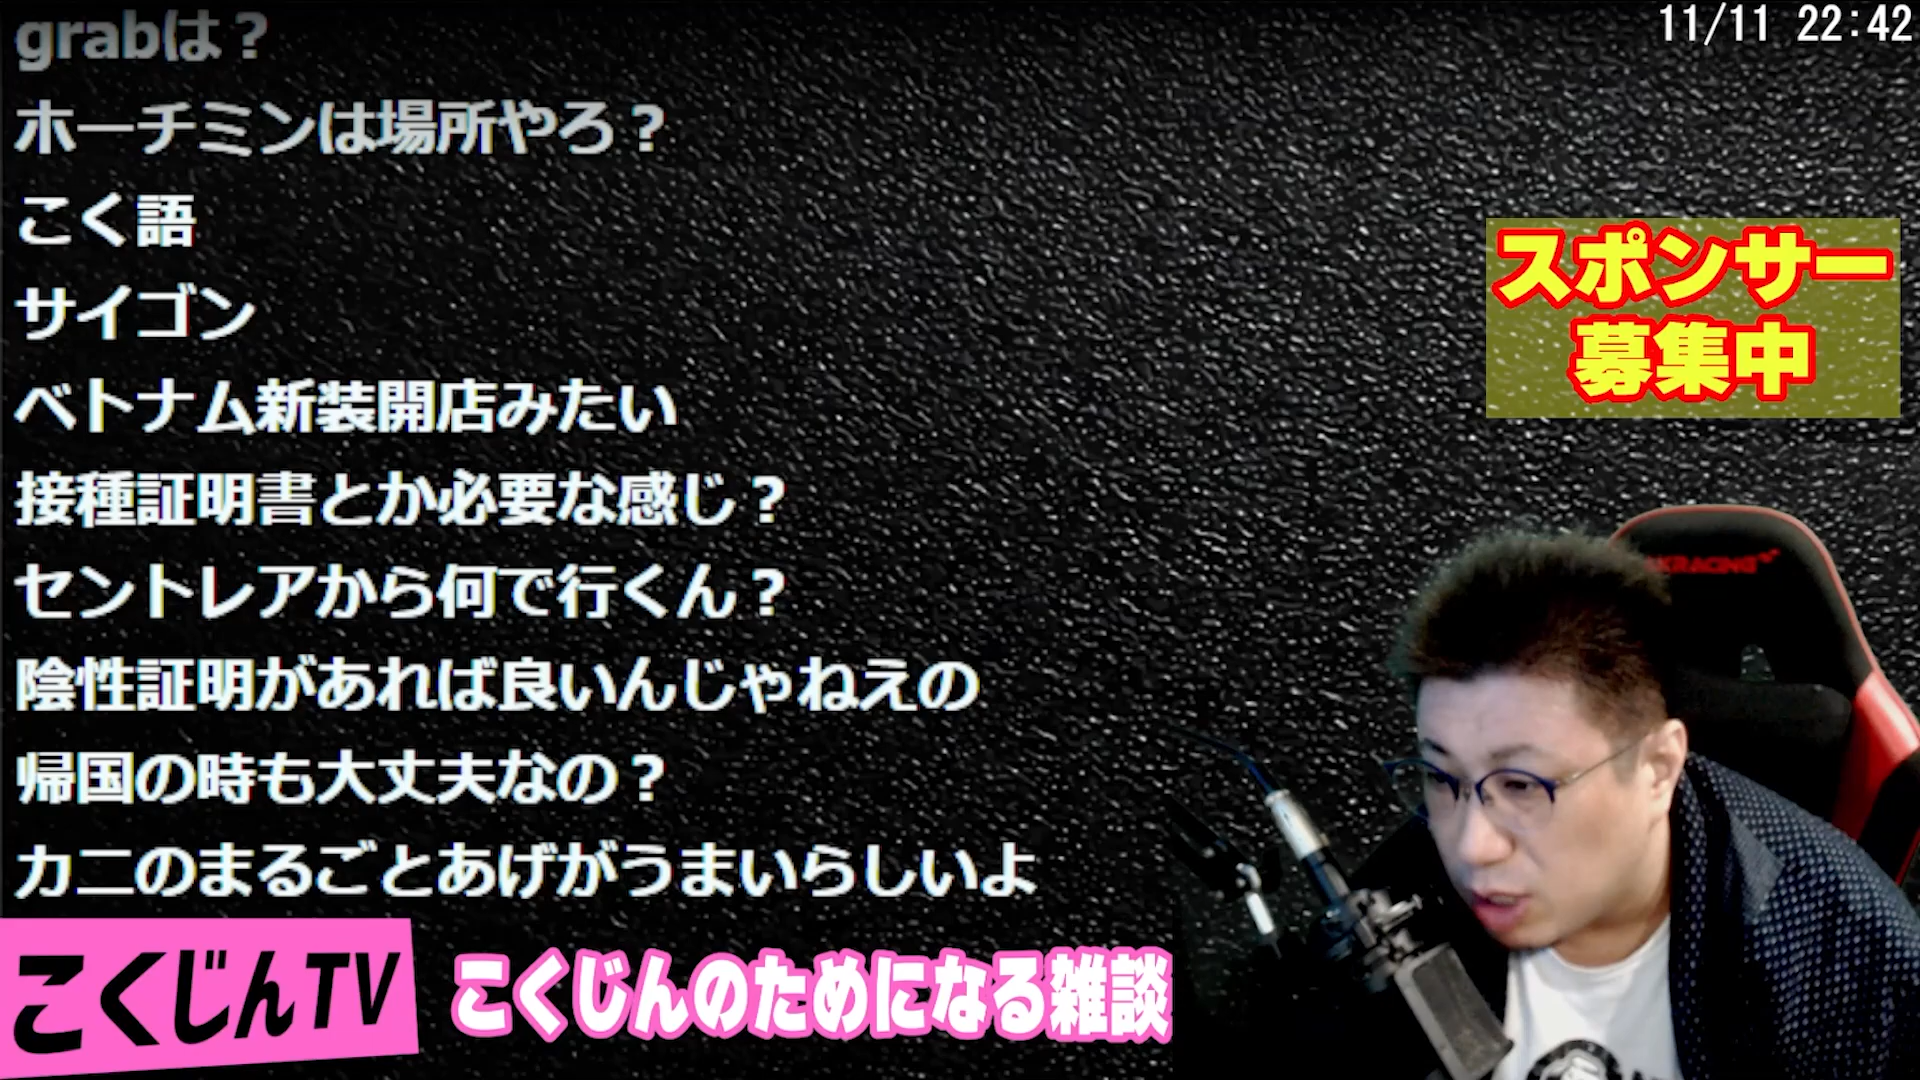 grabは？
11/11 22:42
ホーチミンは場所やろ？
こく語
サイゴン
スポンサー
募集中
ベトナム新装開店みたい
接種証明書とか必要な感じ？
セントレアから何で行くん？
陰性証明があれば良いんじゃねえの
帰国の時も大丈夫なの？
カニのまるごとあげがうまいらしいよ
こくじんTV
こくじんのためになる雑談